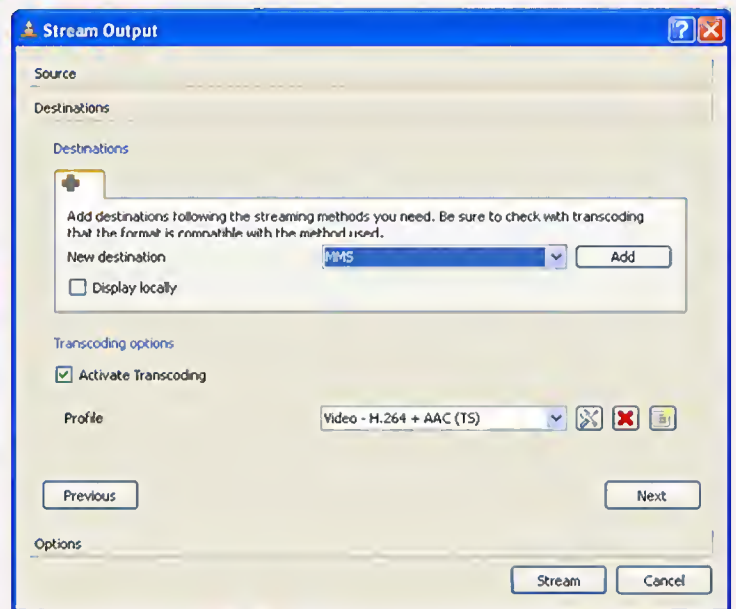 Stream Output
Source
Destinations
Destinations
Add destinations following the streaming methods you need. Be sure to check with transcoding
that the format is compatible with the method used.
New destination MMS Add
Display locally
Transcoding options
Activate Transcoding
Profile Video - H.264 + AAC (TS)
Previous Next
Options
Stream Cancel